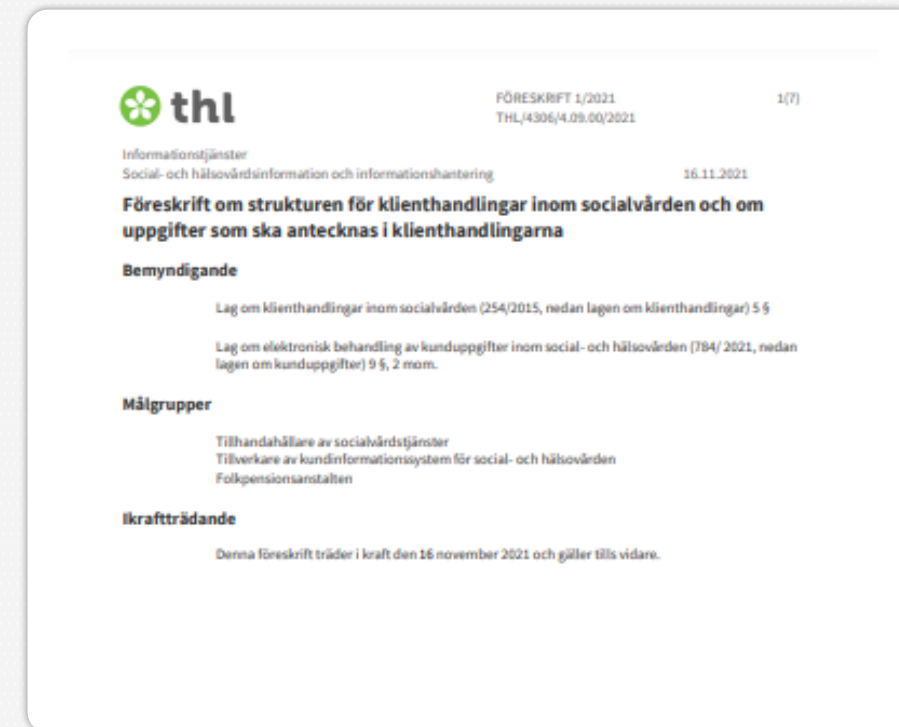 thl
FÖRESKRIFT 1/2021
1(7)
THL/4306/4.09.00/2021
Informationstjänster
Social- och hälsovårdsinformation och informationshantering
16.11.2021
Föreskrift om strukturen för klienthandlingar inom socialvården och om
uppgifter som ska antecknas i klienthandlingarna
Bemyndigande
Lag om klienthandlingar inom socialvården (254/2015, nedan lagen om klienthandlingar) 5 §
Lag om elektronisk behandling av kunduppgifter inom social- och hälsovården (784/ 2021, nedan
lagen om kunduppgifter) 9 §, 2 mom.
Målgrupper
Tillhandahållare av socialvårdstjänster
Tillverkare av kundinformationssystem för social- och hälsovården
Folkpensionsanstalten
Ikraftträdande
Denna föreskrift träder i kraft den 16 november 2021 och gäller tills vidare.